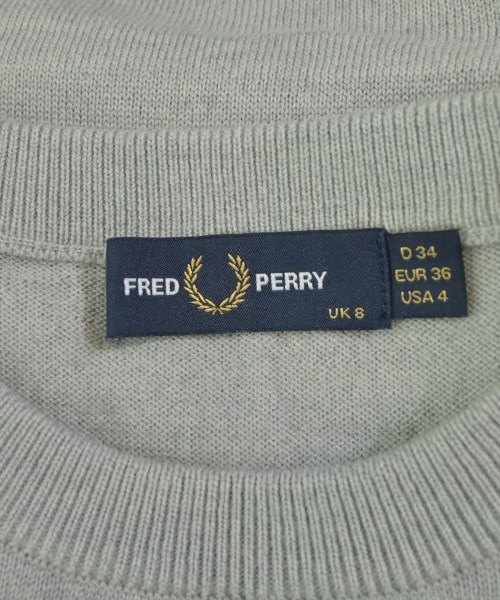 FRED PERRY
UK 8
D 34
EUR 36
USA 4